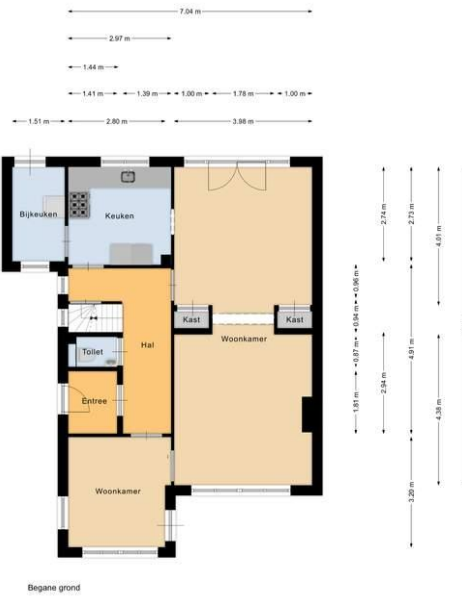 7.04 m
2.97 m
1.44 m
1.41 m 1.39 m 1.00 m 1.78 m 1.00 m
1.51 m 2.80 m 3.98 m
Bijkeuken
Keuken
2.74 m
2.73 m
4.01 m
0.96 m
0.94 m
Kast
Kast
Woonkamer
Hal
Toilet
0.87 m
4.91 m
2.94 m
1.81 m
4.38 m
Entree
Woonkamer
3.29 m
Begane grond